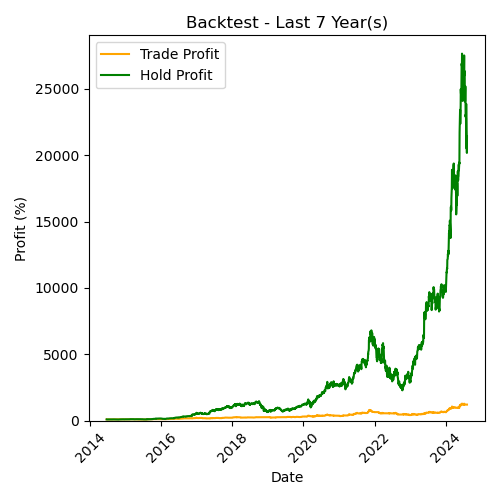 Backtest - Last 7 Year(s)
Trade Profit
Hold Profit
25000
20000
15000
10000
5000
0
Profit (%)
2014
2016
2018
2020
2022
2024
Date